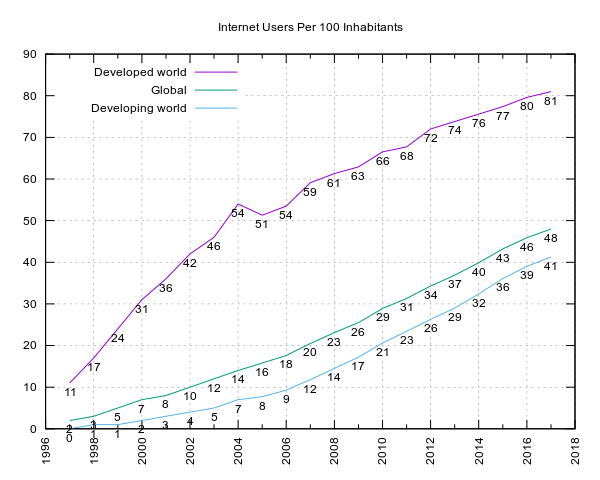 Internet Users Per 100 Inhabitants
Developed world
Global
Developing world
90
80
70
60
50
40
30
20
10
0
11 17 24 31 36 42 46 54 51 54 59 61 63 66 68 72 74 76 77 80 81
2 3 5 7 8 10 12 14 16 18 20 23 26 29 31 34 37 40 43 46 48
0 1 1 2 3 4 5 7 8 9 12 14 17 21 23 26 29 32 36 39 41
1996 1998 2000 2002 2004 2006 2008 2010 2012 2014 2016 2018